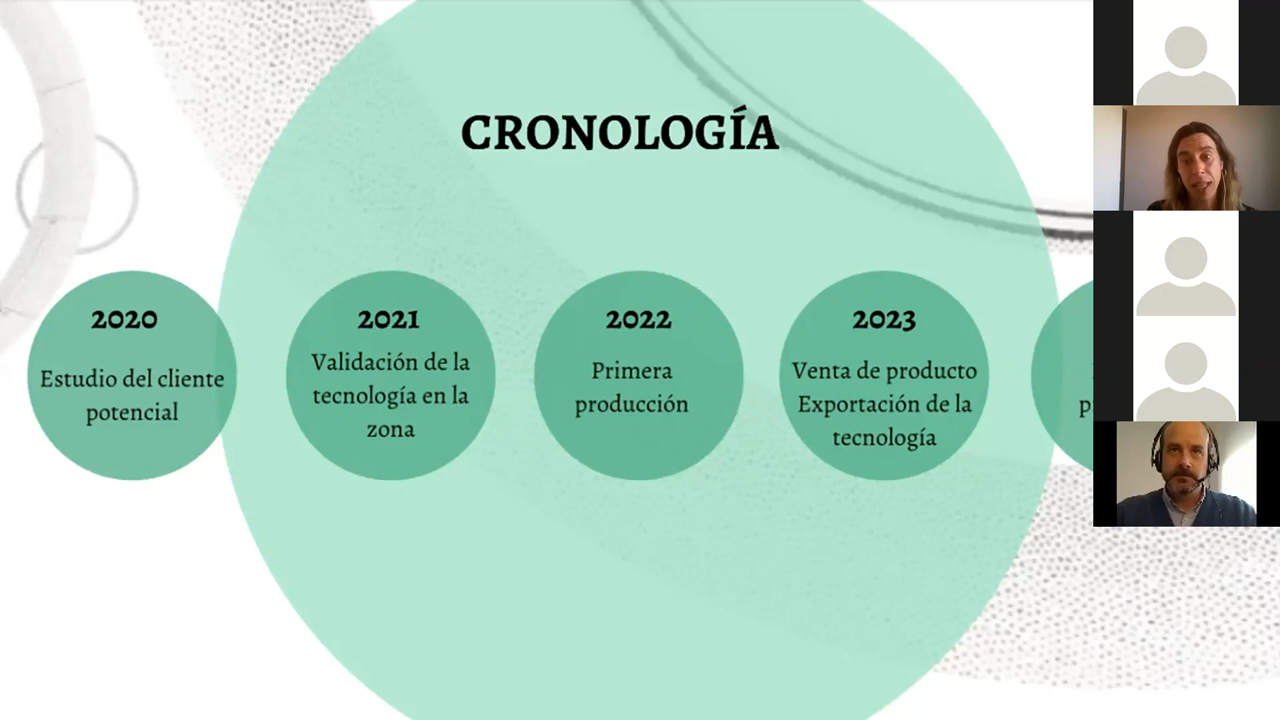 CRONOLOGÍA
2020
Estudio del cliente
potencial
2021
Validación de la
tecnología en la
zona
2022
Primera
producción
2023
Venta de producto
Exportación de la
tecnología